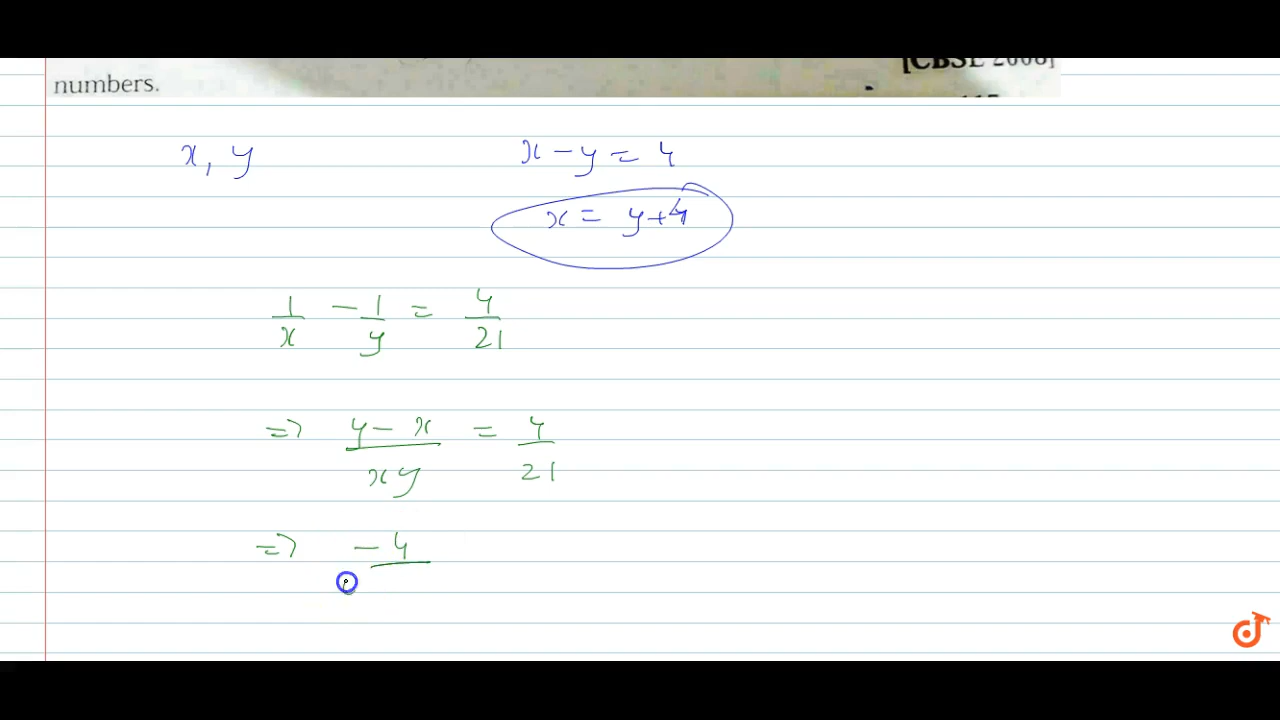 [CBSE 2008]
numbers.
x, y
x - y = 4
x = y + 4
1/x - 1/y = 4/21
=> y - x / xy = 4/21
=> - 4